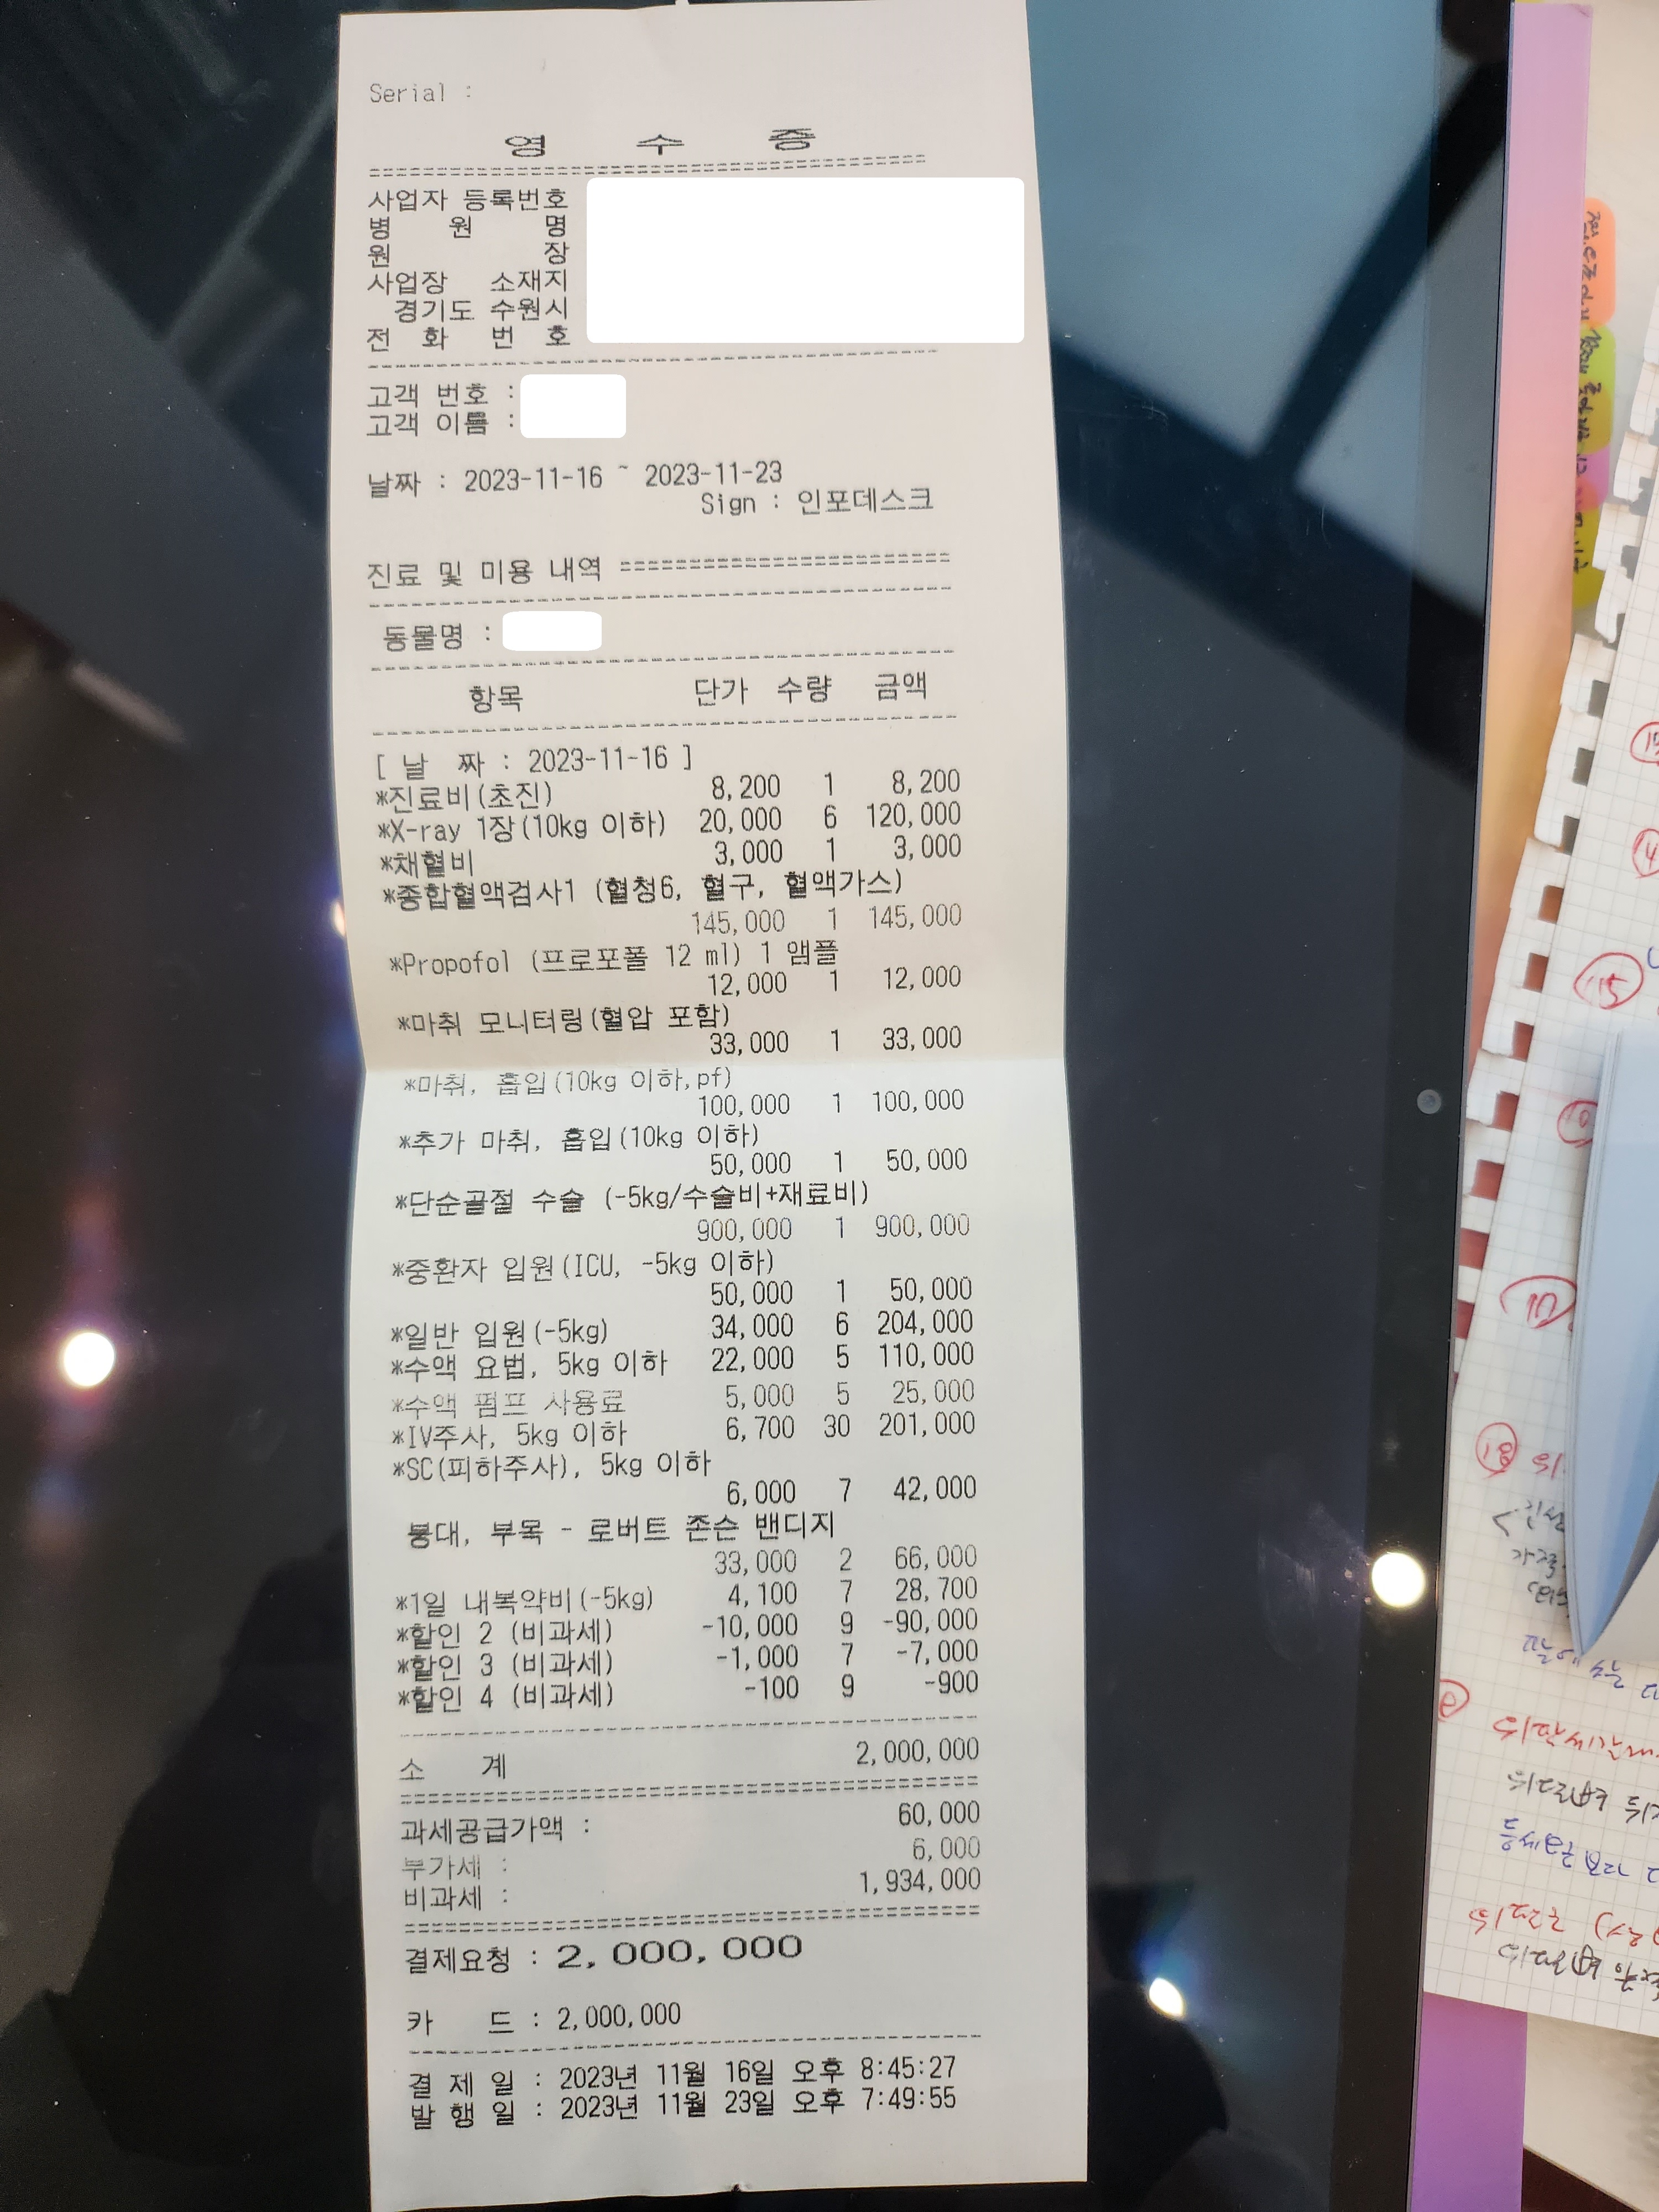 Serial :
영 수 증
사업자 등록번호
병 원 명
원 장
사업장 소재지
경기도 수원시
전 화 번 호
고객 번호 :
고객 이름 :
날짜 : 2023-11-16 ~ 2023-11-23
Sign : 인포데스크
진료 및 미용 내역 ========================
동물명 :
항목 단가 수량 금액
[ 날 짜 : 2023-11-16 ]
*진료비(초진) 8,200 1 8,200
*X-ray 1장(10kg 이하) 20,000 6 120,000
*채혈비 3,000 1 3,000
*종합혈액검사1 (혈청6, 혈구, 혈액가스)
145,000 1 145,000
*Propofol (프로포폴 12 ml) 1 앰플
12,000 1 12,000
*마취 모니터링(혈압 포함)
33,000 1 33,000
*마취, 흡입(10kg 이하,pf)
100,000 1 100,000
*추가 마취, 흡입(10kg 이하)
50,000 1 50,000
*단순골절 수술 (-5kg/수술비+재료비)
900,000 1 900,000
*중환자 입원(ICU, -5kg 이하)
50,000 1 50,000
*일반 입원(-5kg) 34,000 6 204,000
*수액 요법, 5kg 이하 22,000 5 110,000
*수액 펌프 사용료 5,000 5 25,000
*IV주사, 5kg 이하 6,700 30 201,000
*SC(피하주사), 5kg 이하
6,000 7 42,000
붕대, 부목 - 로버트 존슨 밴디지
33,000 2 66,000
*1일 내복약비(-5kg) 4,100 7 28,700
*할인 2 (비과세) -10,000 9 -90,000
*할인 3 (비과세) -1,000 7 -7,000
*할인 4 (비과세) -100 9 -900
소 계 2,000,000
과세공급가액 : 60,000
부가세 : 6,000
비과세 : 1,934,000
결제요청 : 2,000,000
카 드 : 2,000,000
결 제 일 : 2023년 11월 16일 오후 8:45:27
발 행 일 : 2023년 11월 23일 오후 7:49:55